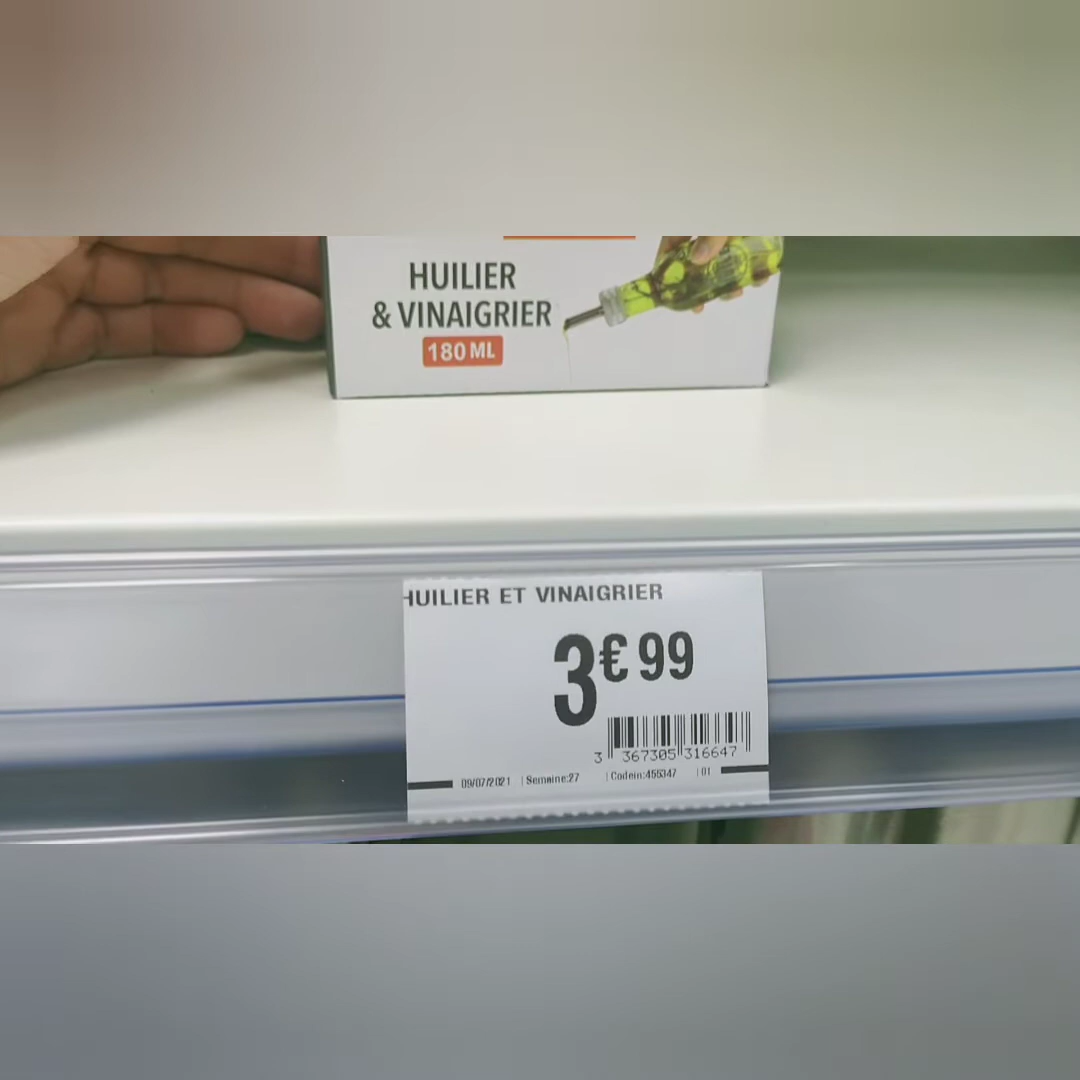 HUILIER
& VINAIGRIER
180 ML
HUILIER ET VINAIGRIER
3€99
3 367305 316647
09/07/2021 | Semaine:27 | Codein:455347 | 01